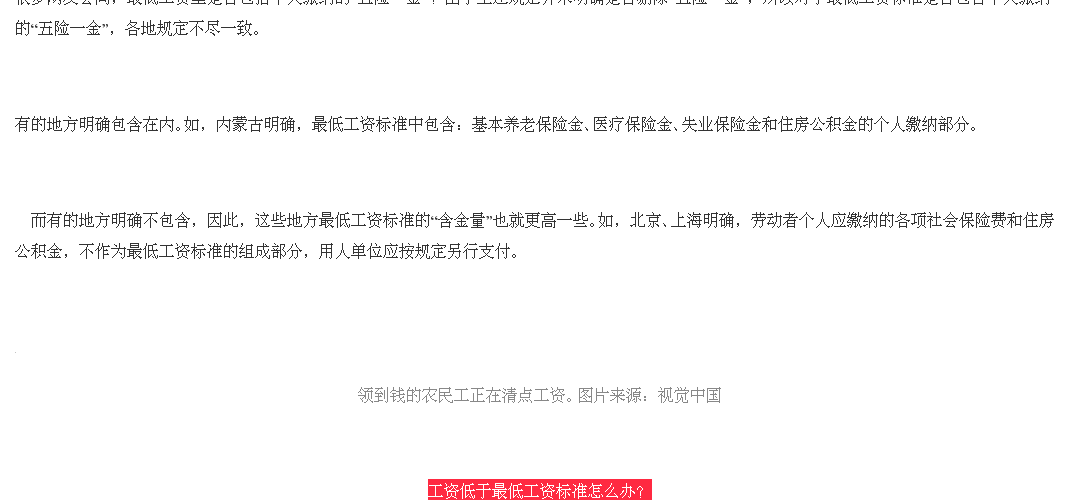 的“五险一金”，各地规定不尽一致。
有的地方明确包含在内。如，内蒙古明确，最低工资标准中包含：基本养老保险金、医疗保险金、失业保险金和住房公积金的个人缴纳部分。
而有的地方明确不包含，因此，这些地方最低工资标准的“含金量”也就更高一些。如，北京、上海明确，劳动者个人应缴纳的各项社会保险费和住房
公积金，不作为最低工资标准的组成部分，用人单位应按规定另行支付。
领到钱的农民工正在清点工资。图片来源：视觉中国
工资低于最低工资标准怎么办？